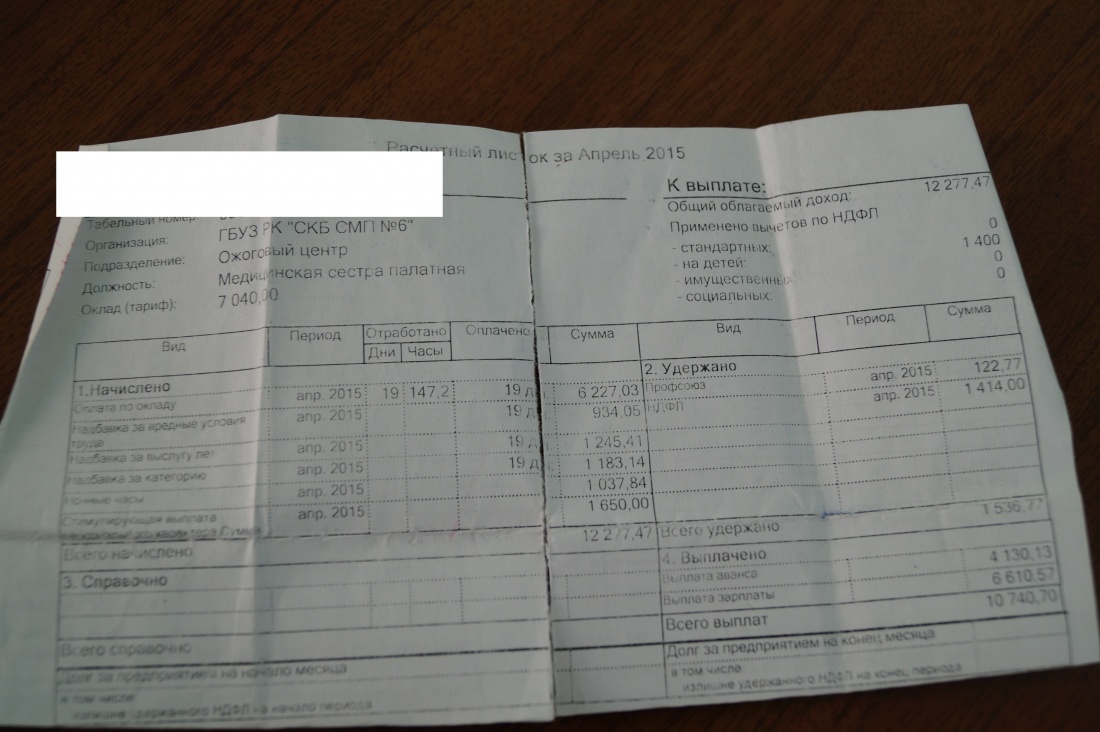 Расчетный листок за Апрель 2015
Табельный номер
Организация: ГБУЗ РК "СКБ СМП №6"
Подразделение: Ожоговый центр
Должность: Медицинская сестра палатная
Оклад (тариф): 7 040,00
К выплате:
Общий облагаемый доход: 12 277,47
Применено вычетов по НДФЛ
- стандартных: 0
- на детей: 1 400
- имущественных: 0
- социальных: 0
Вид Период Отработано Оплачено Сумма
Дни Часы
1.Начислено
Оплата по окладу апр. 2015 19 147,2 19 д 6 227,03
Надбавка за вредные условия труда апр. 2015 19 д 934,05
Надбавка за выслугу лет апр. 2015 19 д 1 245,41
Надбавка за категорию апр. 2015 19 д 1 183,14
Ночные часы апр. 2015 1 037,84
Стимулирующая выплата апр. 2015 1 650,00
характера Сумма
Всего начислено 12 277,47
3. Справочно
Всего справочно
Долг за предприятием на начало месяца
в том числе
излишне удержанного НДФЛ на начало периода
Вид Период Сумма
2. Удержано
Профсоюз апр. 2015 122,77
НДФЛ апр. 2015 1 414,00
Всего удержано 1 536,77
4. Выплачено
Выплата аванса 4 130,13
Выплата зарплаты 6 610,57
Всего выплат 10 740,70
Долг за предприятием на конец месяца
в том числе
излишне удержанного НДФЛ на конец периода